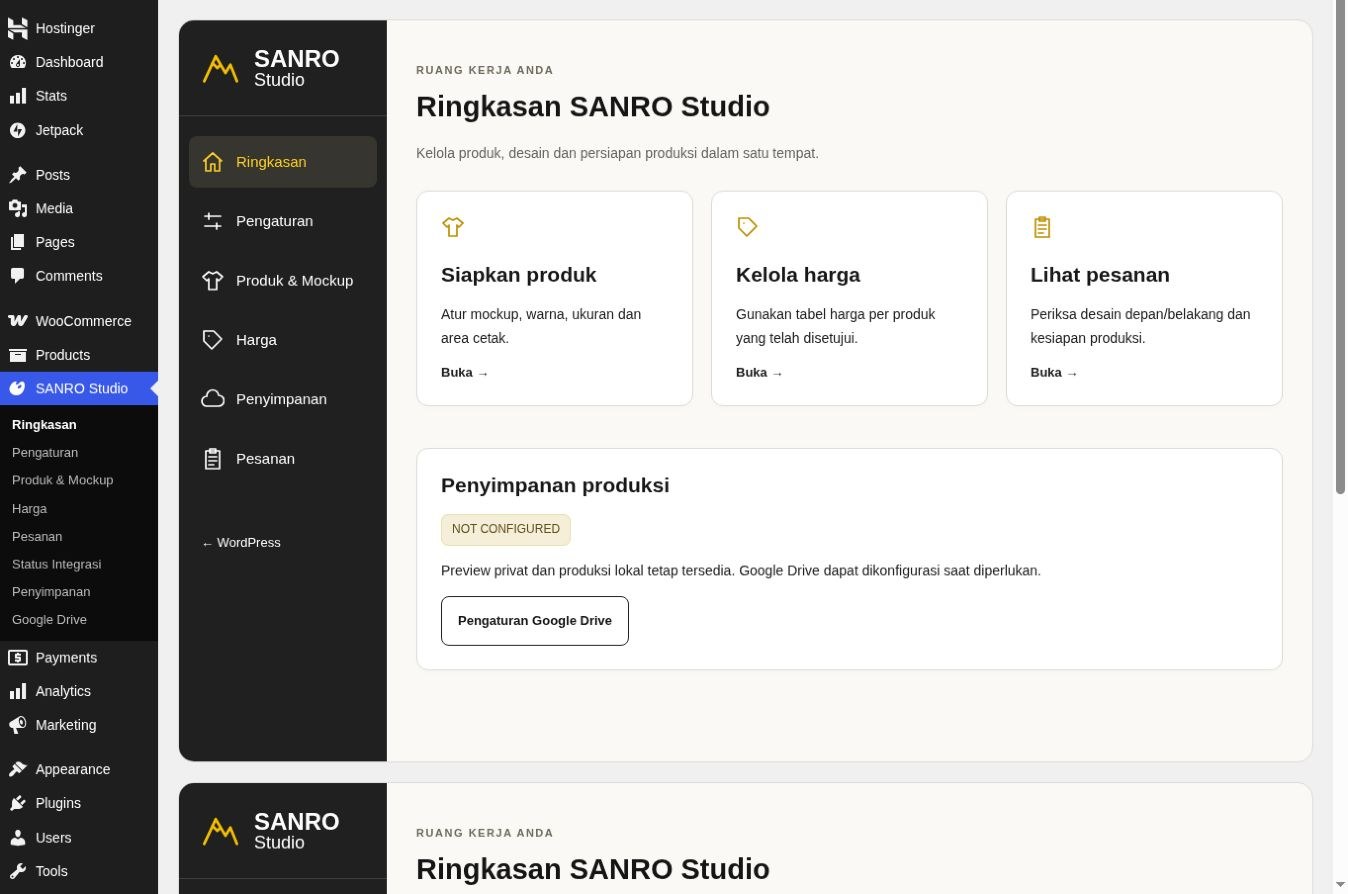 Hostinger
Dashboard
Stats
Jetpack
Posts
Media
Pages
Comments
WooCommerce
Products
SANRO Studio
Ringkasan
Pengaturan
Produk & Mockup
Harga
Pesanan
Status Integrasi
Penyimpanan
Google Drive
Payments
Analytics
Marketing
Appearance
Plugins
Users
Tools
SANRO
Studio
Ringkasan
Pengaturan
Produk & Mockup
Harga
Penyimpanan
Pesanan
← WordPress
RUANG KERJA ANDA
Ringkasan SANRO Studio
Kelola produk, desain dan persiapan produksi dalam satu tempat.
Siapkan produk
Atur mockup, warna, ukuran dan
area cetak.
Buka →
Kelola harga
Gunakan tabel harga per produk
yang telah disetujui.
Buka →
Lihat pesanan
Periksa desain depan/belakang dan
kesiapan produksi.
Buka →
Penyimpanan produksi
NOT CONFIGURED
Preview privat dan produksi lokal tetap tersedia. Google Drive dapat dikonfigurasi saat diperlukan.
Pengaturan Google Drive
SANRO
Studio
RUANG KERJA ANDA
Ringkasan SANRO Studio